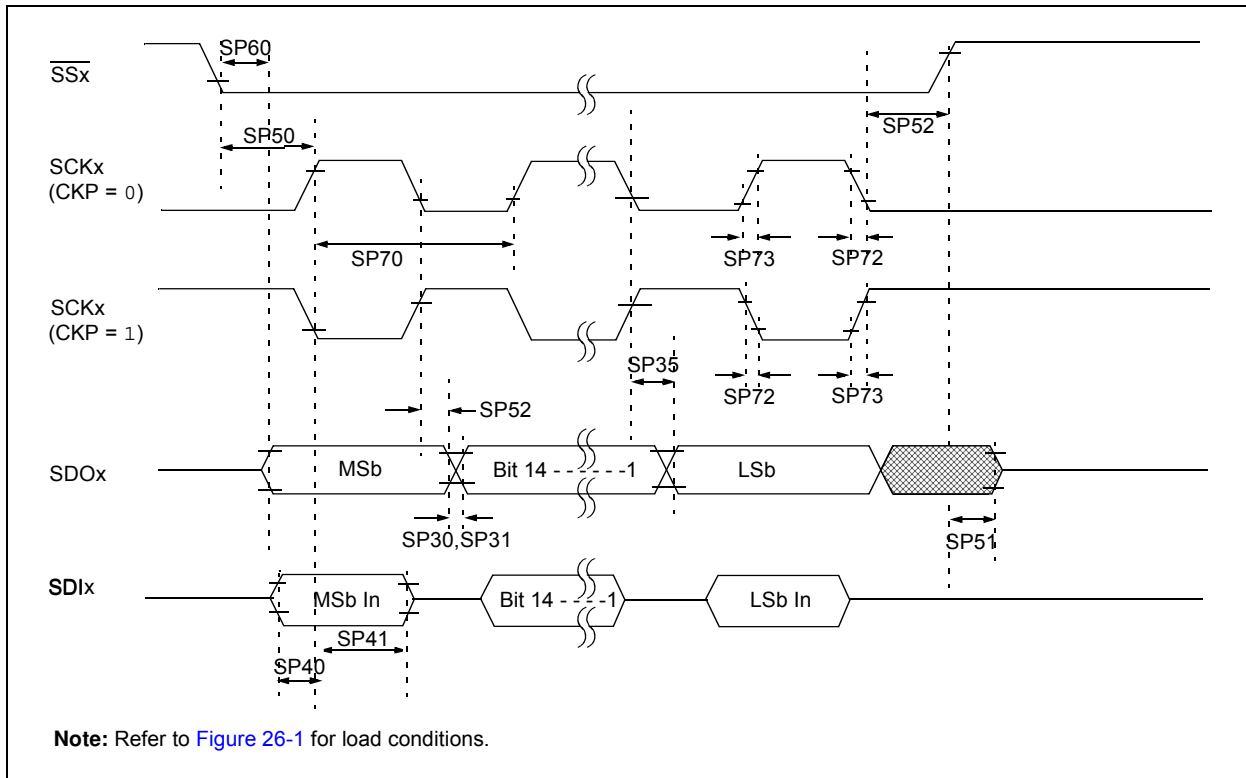 SP60
SSx
SP52
SP50
SCKx
(CKP = 0)
SP70
SP73
SP72
SCKx
(CKP = 1)
SP35
SP72
SP73
SP52
SDOx
MSb
Bit 14 - - - - - -1
LSb
SP30,SP31
SP51
SDIx
MSb In
Bit 14 - - - -1
LSb In
SP41
SP40
Note: Refer to Figure 26-1 for load conditions.